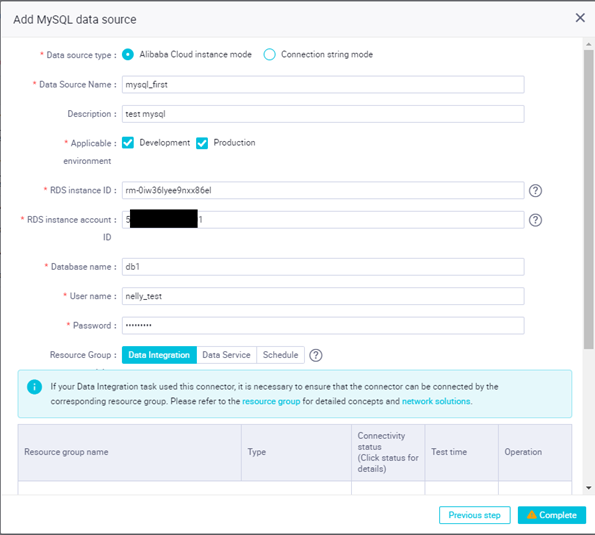 Add MySQL data source
* Data source type : Alibaba Cloud instance mode Connection string mode
* Data Source Name : mysql_first
Description : test mysql
* Applicable environment : Development Production
* RDS instance ID : rm-0iw36lyee9nxx86el ?
* RDS instance account ID : 5 1 ?
* Database name : db1
* User name : nelly_test
* Password : •••••••••
Resource Group : Data Integration Data Service Schedule ?
If your Data Integration task used this connector, it is necessary to ensure that the connector can be connected by the
corresponding resource group. Please refer to the resource group for detailed concepts and network solutions.
Resource group name Type Connectivity status (Click status for details) Test time Operation
Previous step Complete